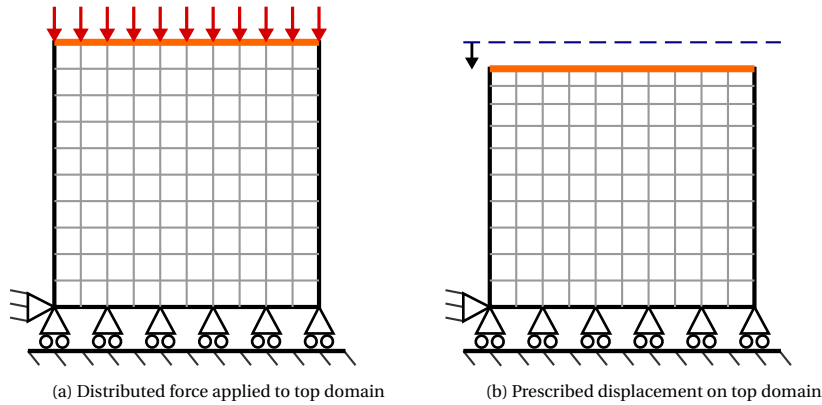 (a) Distributed force applied to top domain
(b) Prescribed displacement on top domain